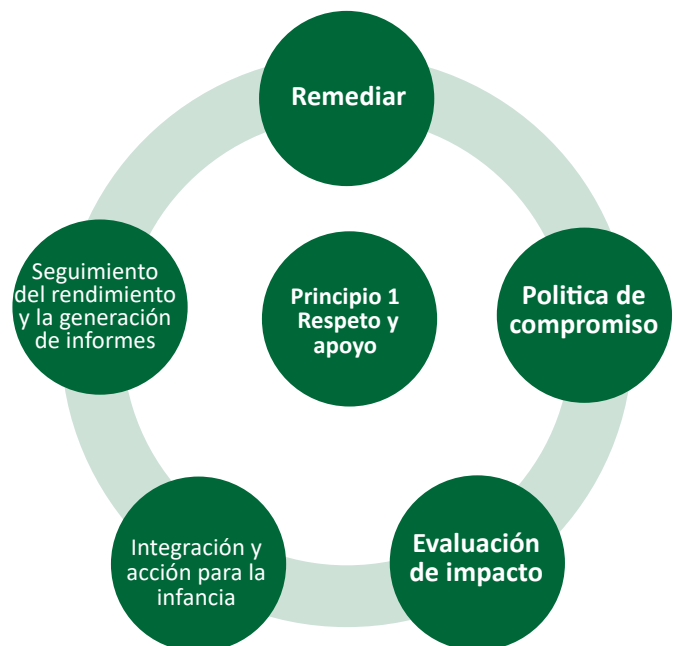 Remediar
Seguimiento
del rendimiento
y la generación
de informes
Principio 1
Respeto y
apoyo
Politica de
compromiso
Integración y
acción para la
infancia
Evaluación
de impacto